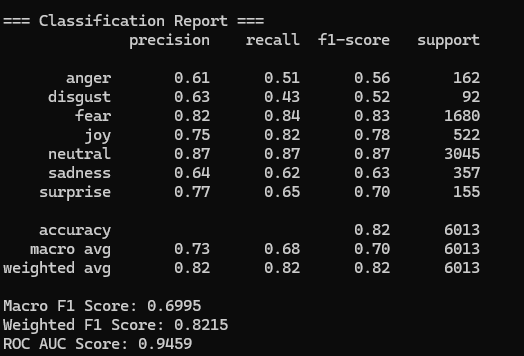 === Classification Report ===
precision recall f1-score support
anger 0.61 0.51 0.56 162
disgust 0.63 0.43 0.52 92
fear 0.82 0.84 0.83 1680
joy 0.75 0.82 0.78 522
neutral 0.87 0.87 0.87 3045
sadness 0.64 0.62 0.63 357
surprise 0.77 0.65 0.70 155
accuracy 0.82 6013
macro avg 0.73 0.68 0.70 6013
weighted avg 0.82 0.82 0.82 6013
Macro F1 Score: 0.6995
Weighted F1 Score: 0.8215
ROC AUC Score: 0.9459